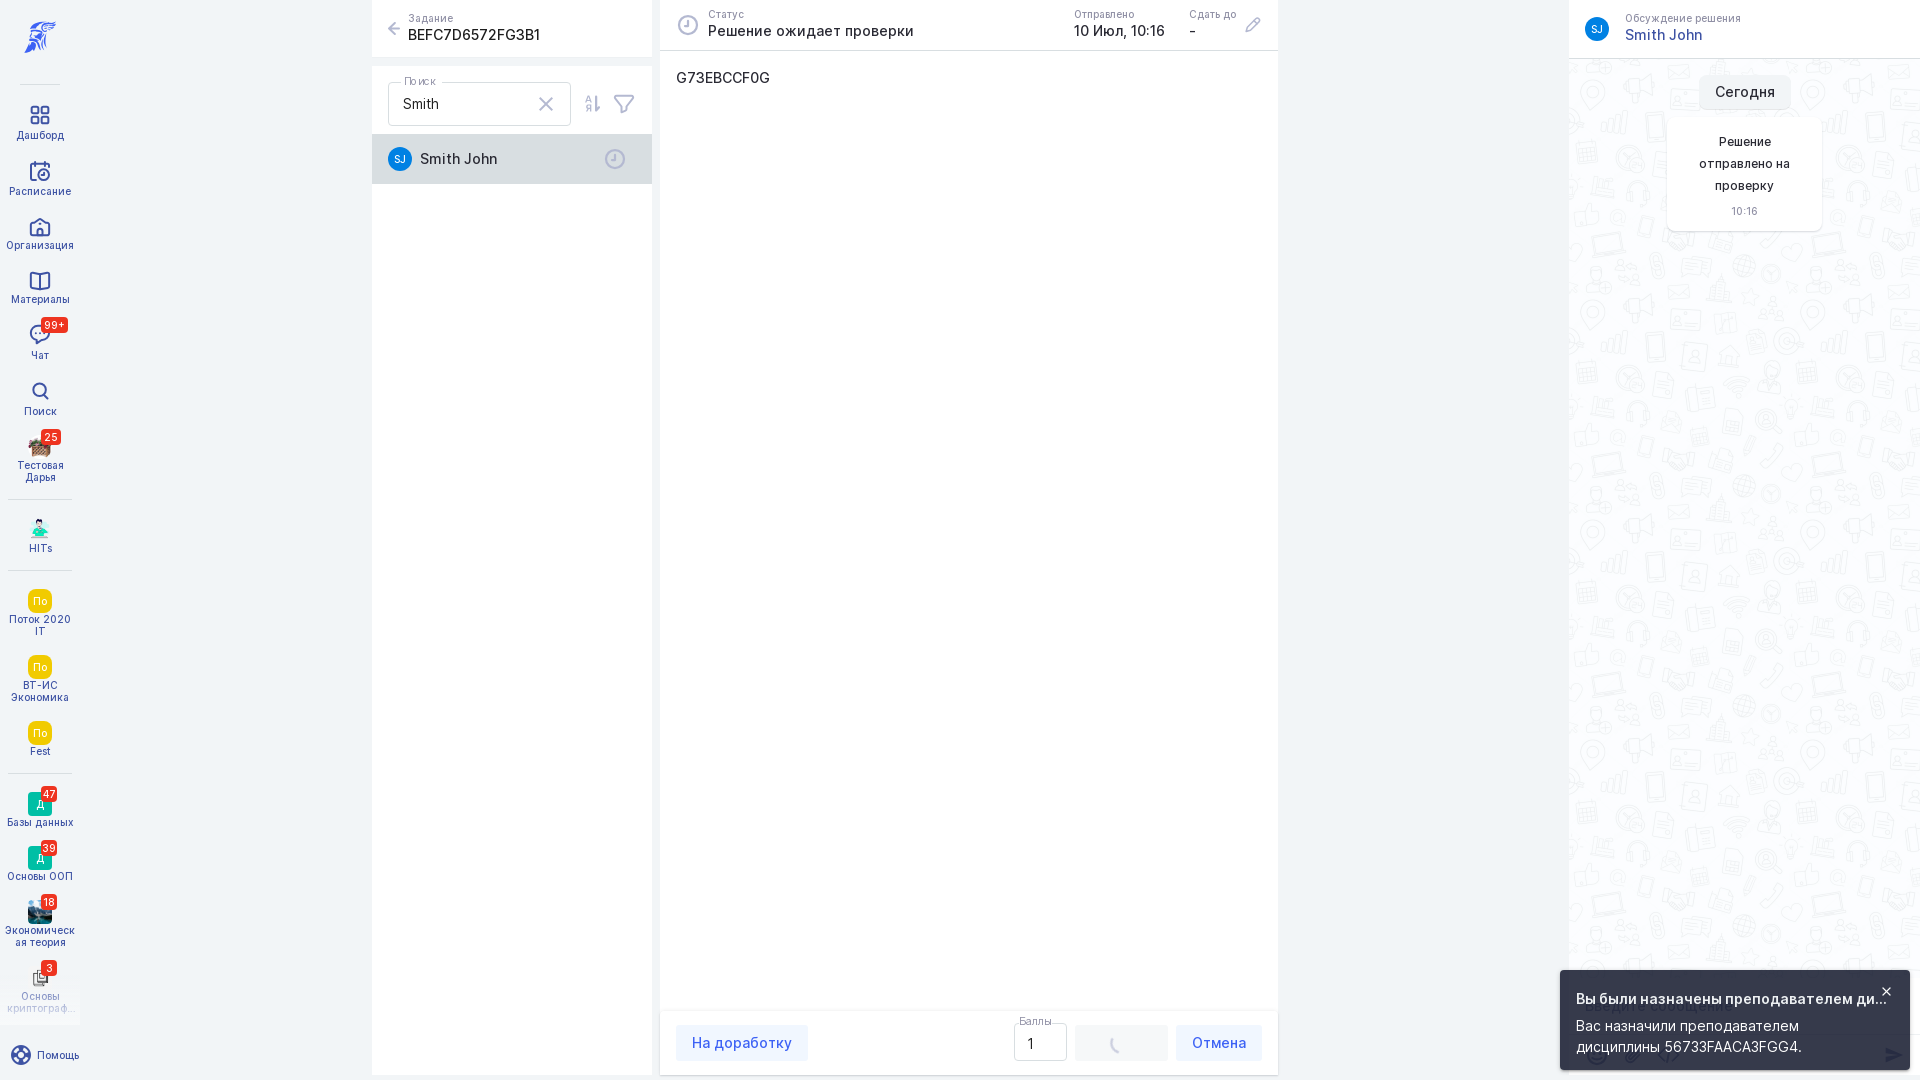 Дашборд
Расписание
Организация
Материалы
99+
Чат
Поиск
25
Тестовая
Дарья
HITs
По
Поток 2020
IT
По
ВТ-ИС
Экономика
По
Fest
47
Д
Базы данных
39
Д
Основы ООП
18
Экономическ
ая теория
3
Основы
криптограф...
Помощь
Задание
BEFC7D6572FG3B1
Поиск
Smith
SJ
Smith John
Статус
Решение ожидает проверки
Отправлено
10 Июл, 10:16
Сдать до
-
G73EBCCF0G
На доработку
Баллы
1
Отмена
SJ
Обсуждение решения
Smith John
Сегодня
Решение
отправлено на
проверку
10:16
Вы были назначены преподавателем ди...
Вас назначили преподавателем
дисциплины 56733FAACA3FGG4.